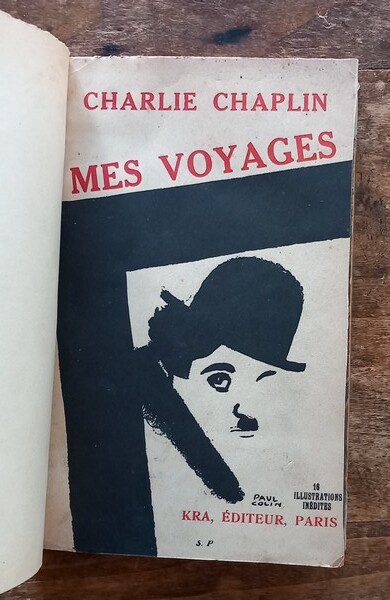 CHARLIE CHAPLIN
MES VOYAGES
PAUL
COLIN
16
ILLUSTRATIONS
INÉDITES
KRA, ÉDITEUR, PARIS
S. P